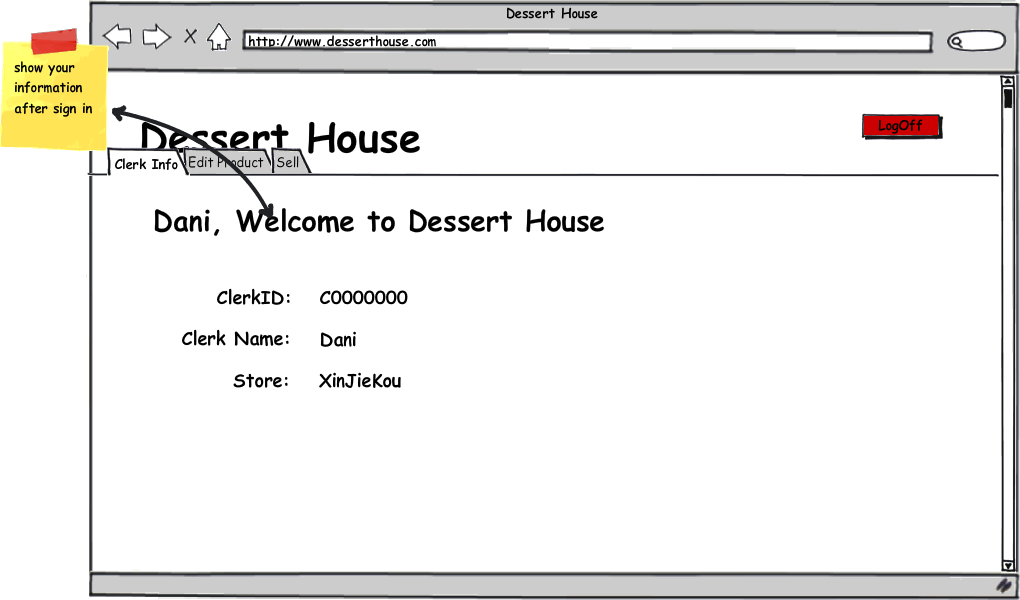 Dessert House
http://www.desserthouse.com
show your
information
after sign in
Dessert House
LogOff
Clerk Info Edit Product Sell
Dani, Welcome to Dessert House
ClerkID: C0000000
Clerk Name: Dani
Store: XinJieKou